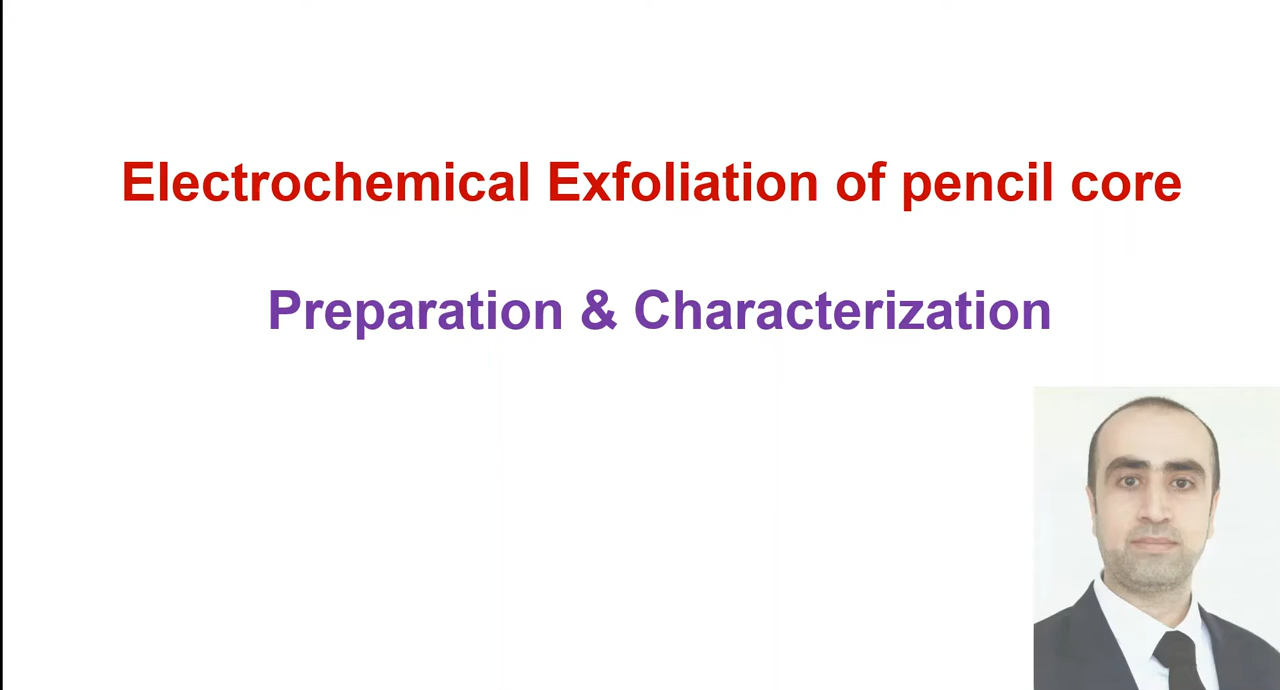 Electrochemical Exfoliation of pencil core
Preparation & Characterization